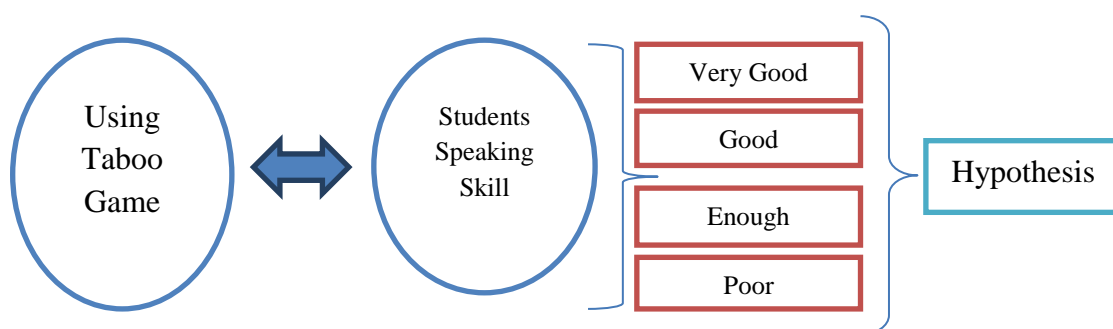 Using
Taboo
Game
Students
Speaking
Skill
Very Good
Good
Enough
Poor
Hypothesis